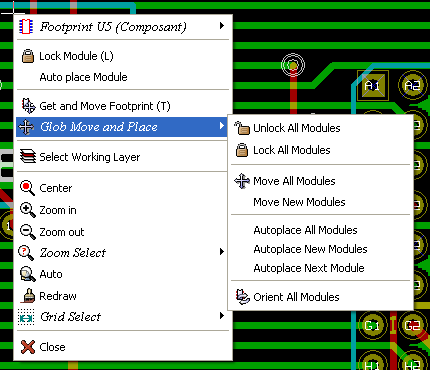 Footprint U5 (Composant)
Lock Module (L)
Auto place Module
Get and Move Footprint (T)
Glob Move and Place
Select Working Layer
Center
Zoom in
Zoom out
Zoom Select
Auto
Redraw
Grid Select
Close
Unlock All Modules
Lock All Modules
Move All Modules
Move New Modules
Autoplace All Modules
Autoplace New Modules
Autoplace Next Module
Orient All Modules
A1 A2
G1 G2
H1 H2